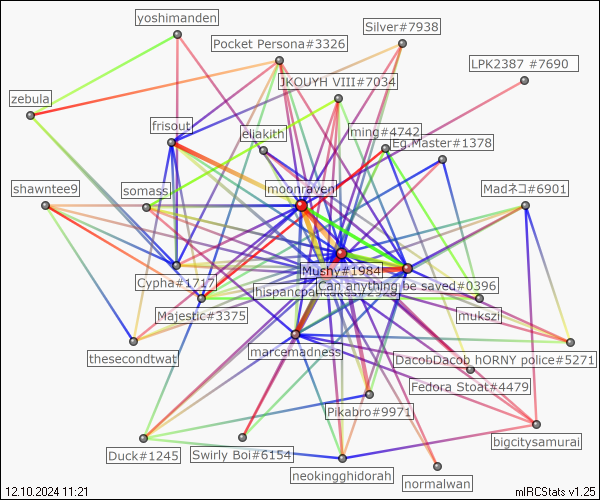 yoshimanden
Silver#7938
Pocket Persona#3326
LPK2387 #7690
JKOUYH VIII#7034
zebula
frisout
ming#4742
eljakith
Eg.Master#1378
shawntee9
somass
moonraven
Madネコ#6901
Mushy#1984
Cypha#1717
Can anything be saved#0396
hispancpancakes#2328
Majestic#3375
mukszi
thesecondtwat
marcemadness
DacobDacob hORNY police#5271
Fedora Stoat#4479
Pikabro#9971
bigcitysamurai
Duck#1245
Swirly Boi#6154
neokingghidorah
normalwan
12.10.2024 11:21
mIRCStats v1.25